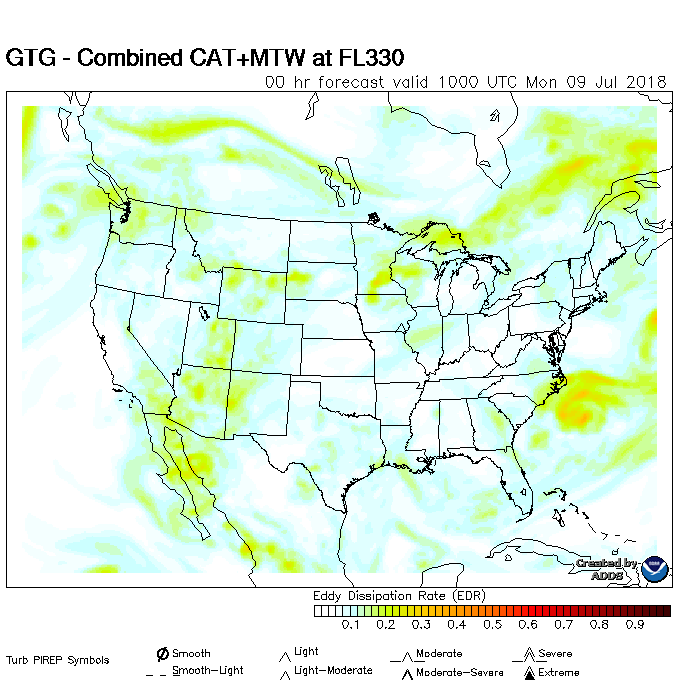 GTG - Combined CAT+MTW at FL330
00 hr forecast valid 1000 UTC Mon 09 Jul 2018
Created by
ADDS
Eddy Dissipation Rate (EDR)
0.1 0.2 0.3 0.4 0.5 0.6 0.7 0.8 0.9
Turb PIREP Symbols
Smooth Light Moderate Severe
Smooth-Light Light-Moderate Moderate-Severe Extreme